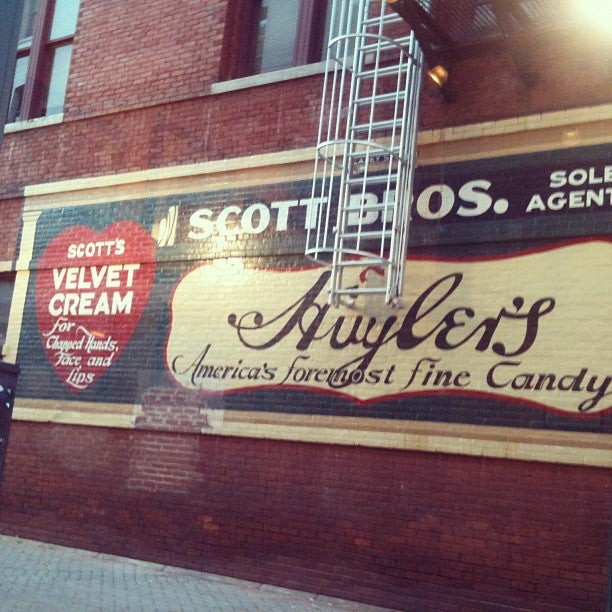 SCOTT BROS.
SOLE
AGENT
SCOTT'S
VELVET
CREAM
for
Chapped Hands,
Face and
Lips
Huyler's
America's foremost fine Candy